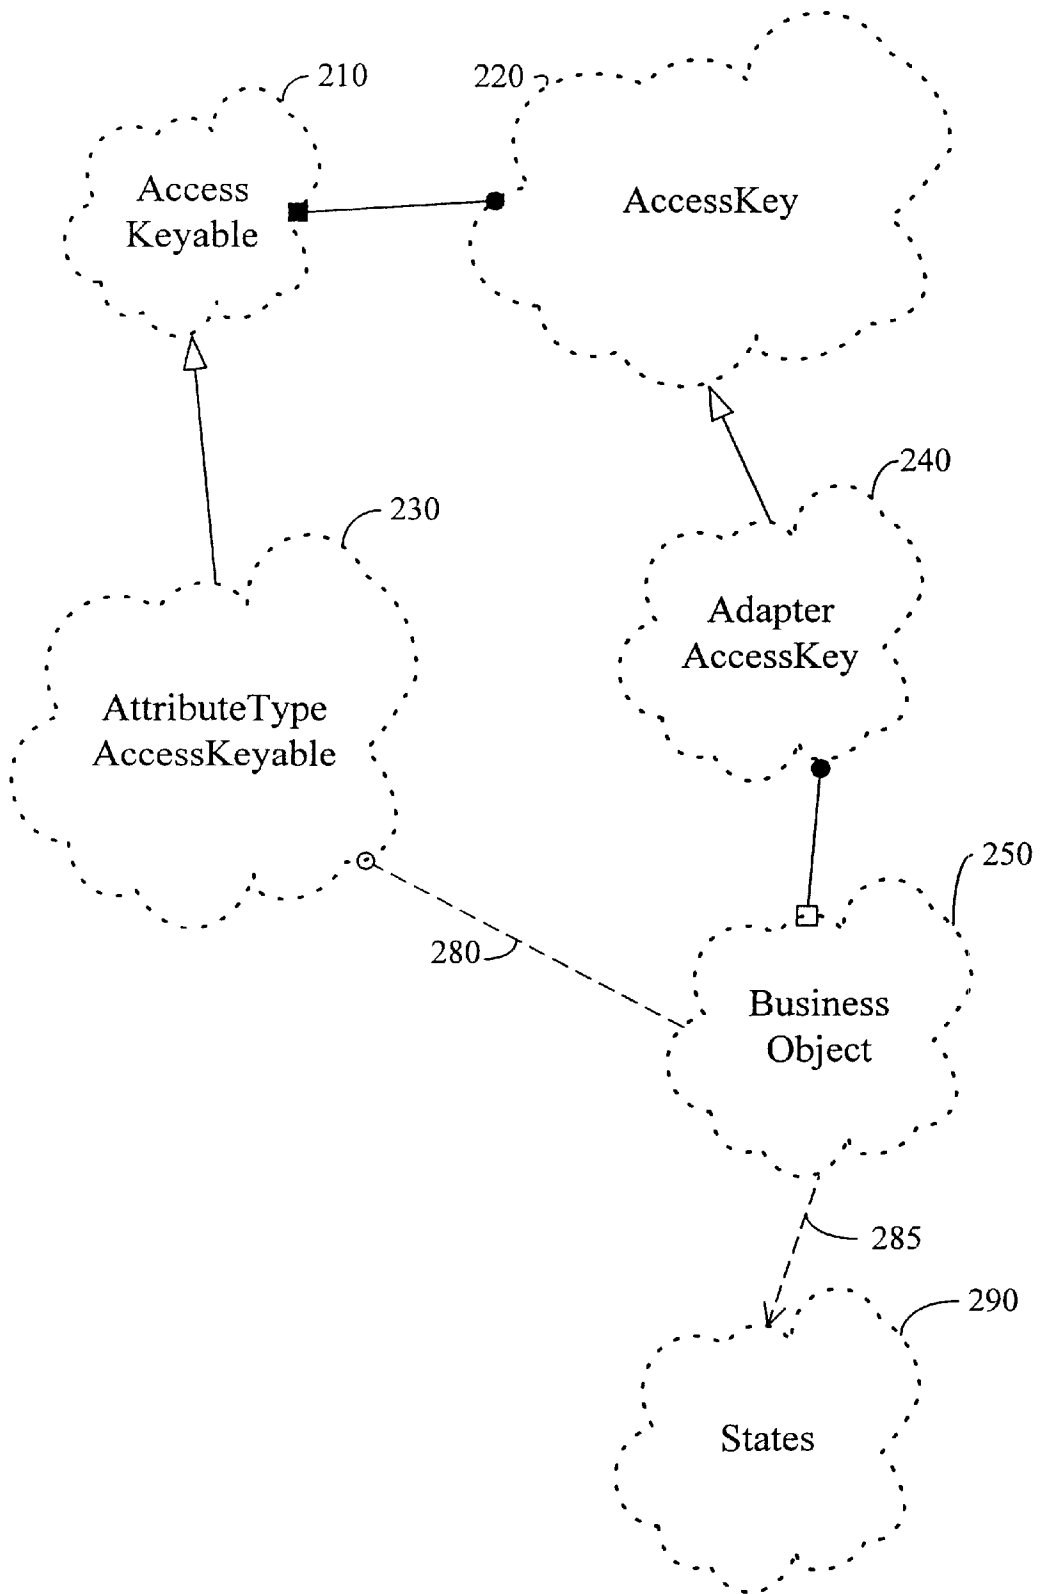 210
220
Access
Keyable
AccessKey
240
230
Adapter
AccessKey
AttributeType
AccessKeyable
250
280
Business
Object
285
290
States